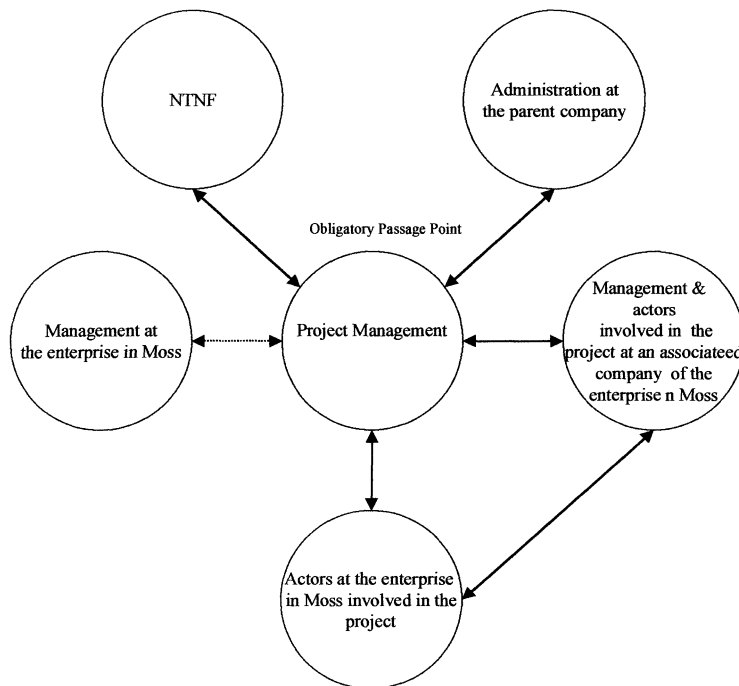 NTNF
Administration at
the parent company
Obligatory Passage Point
Management at
the enterprise in Moss
Project Management
Management &
actors
involved in the
project at an associateed
company of the
enterprise n Moss
Actors at the enterprise
in Moss involved in the
project